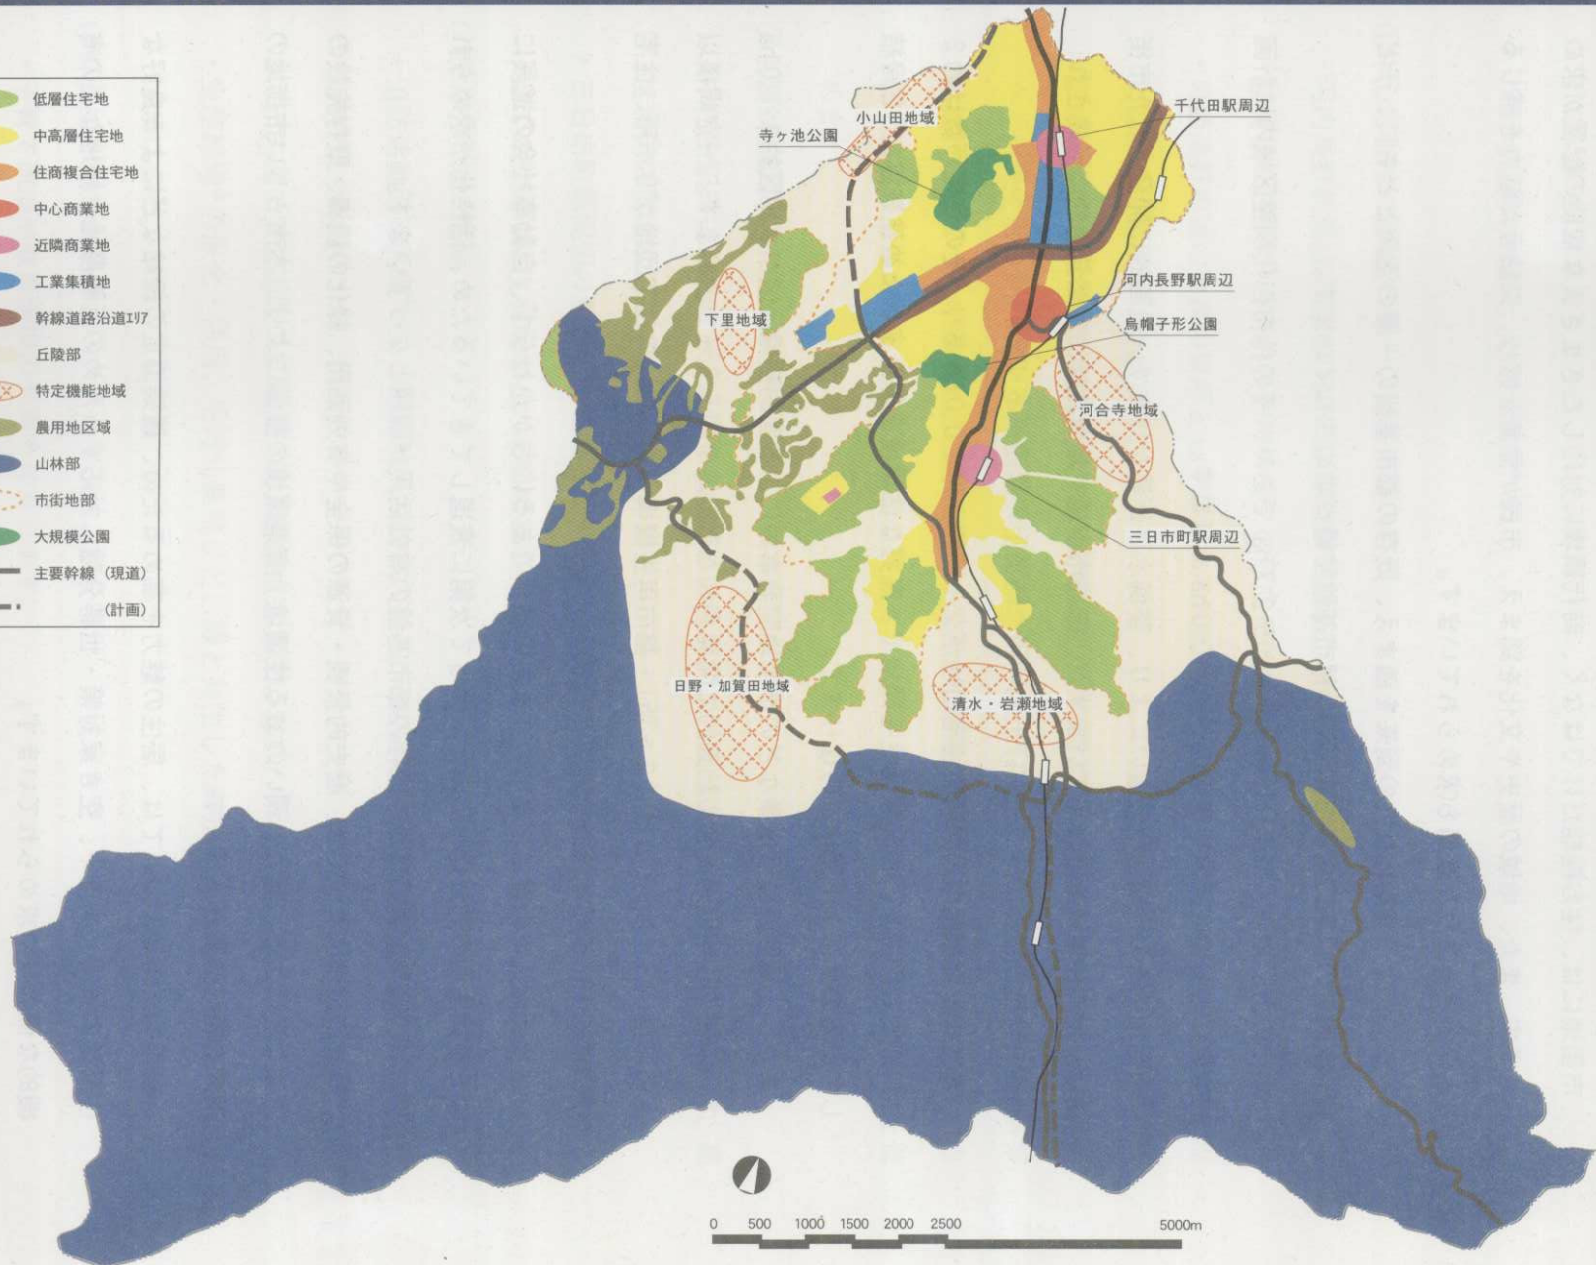 低層住宅地
中高層住宅地
住商複合住宅地
中心商業地
近隣商業地
工業集積地
幹線道路沿道エリア
丘陵部
特定機能地域
農用地区域
山林部
市街地部
大規模公園
主要幹線（現道）
（計画）
小山田地域
千代田駅周辺
寺ヶ池公園
河内長野駅周辺
下里地域
烏帽子形公園
河合寺地域
三日市町駅周辺
日野・加賀田地域
清水・岩瀬地域
0 500 1000 1500 2000 2500 5000m